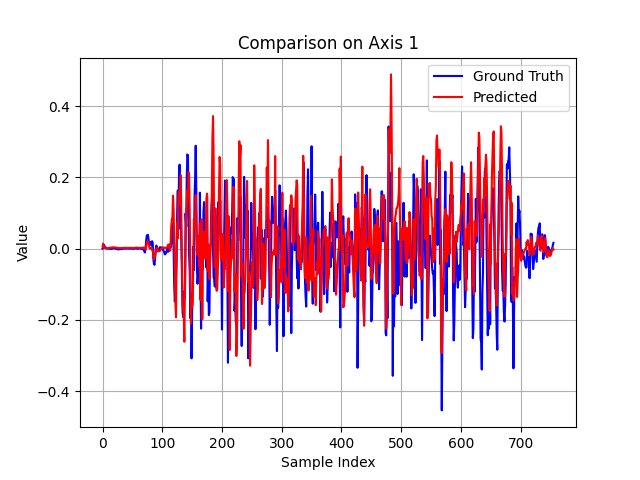 Comparison on Axis 1
Ground Truth
Predicted
Value
0.4
0.2
0.0
−0.2
−0.4
0 100 200 300 400 500 600 700
Sample Index